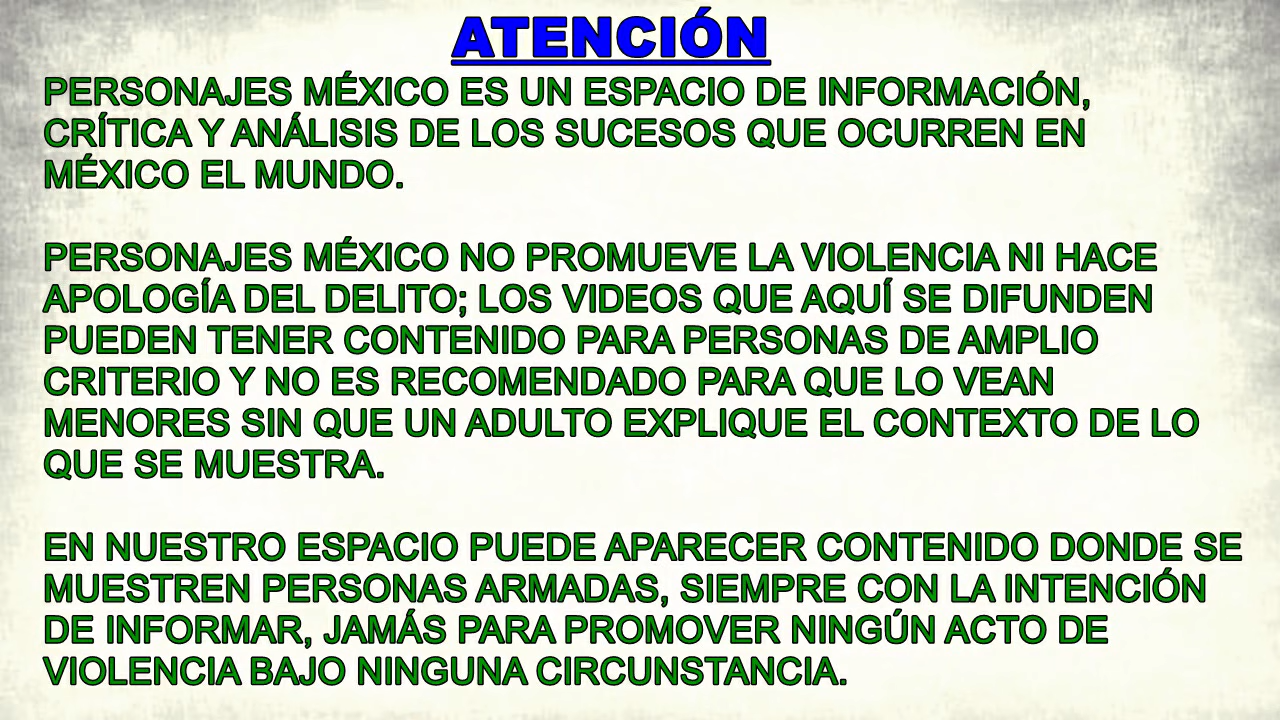 ATENCIÓN
PERSONAJES MÉXICO ES UN ESPACIO DE INFORMACIÓN,
CRÍTICA Y ANÁLISIS DE LOS SUCESOS QUE OCURREN EN
MÉXICO EL MUNDO.
PERSONAJES MÉXICO NO PROMUEVE LA VIOLENCIA NI HACE
APOLOGÍA DEL DELITO; LOS VIDEOS QUE AQUÍ SE DIFUNDEN
PUEDEN TENER CONTENIDO PARA PERSONAS DE AMPLIO
CRITERIO Y NO ES RECOMENDADO PARA QUE LO VEAN
MENORES SIN QUE UN ADULTO EXPLIQUE EL CONTEXTO DE LO
QUE SE MUESTRA.
EN NUESTRO ESPACIO PUEDE APARECER CONTENIDO DONDE SE
MUESTREN PERSONAS ARMADAS, SIEMPRE CON LA INTENCIÓN
DE INFORMAR, JAMÁS PARA PROMOVER NINGÚN ACTO DE
VIOLENCIA BAJO NINGUNA CIRCUNSTANCIA.